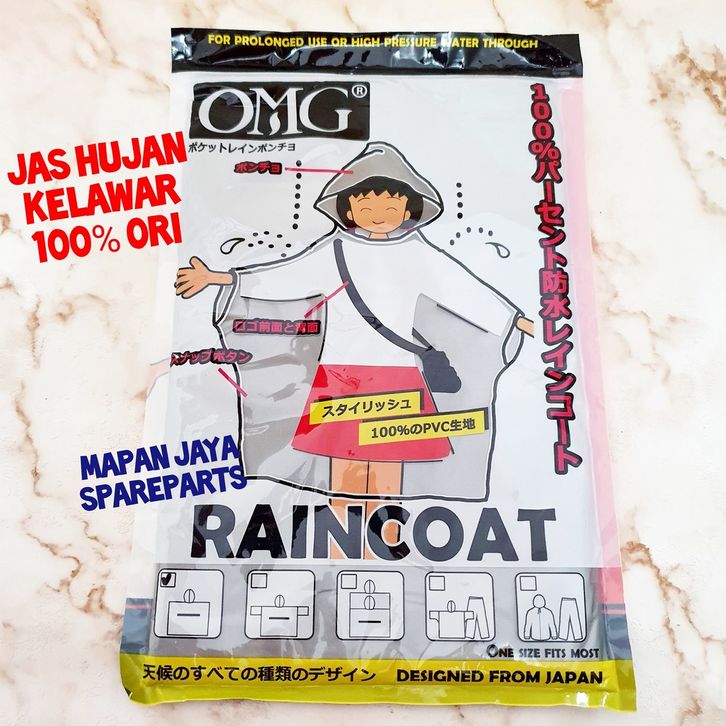 FOR PROLONGED USE OR HIGH PRESSURE WATER THROUGH
OMG®
ポケットレインポンチョ
JAS HUJAN
KELAWAR
100% ORI
ポンチョ
100%パーセント防水レインコート
ロゴ前面と背面
スナップボタン
スタイリッシュ
100%のPVC生地
MAPAN JAYA
SPAREPARTS
RAINCOAT
ONE SIZE FITS MOST
天候のすべての種類のデザイン
DESIGNED FROM JAPAN